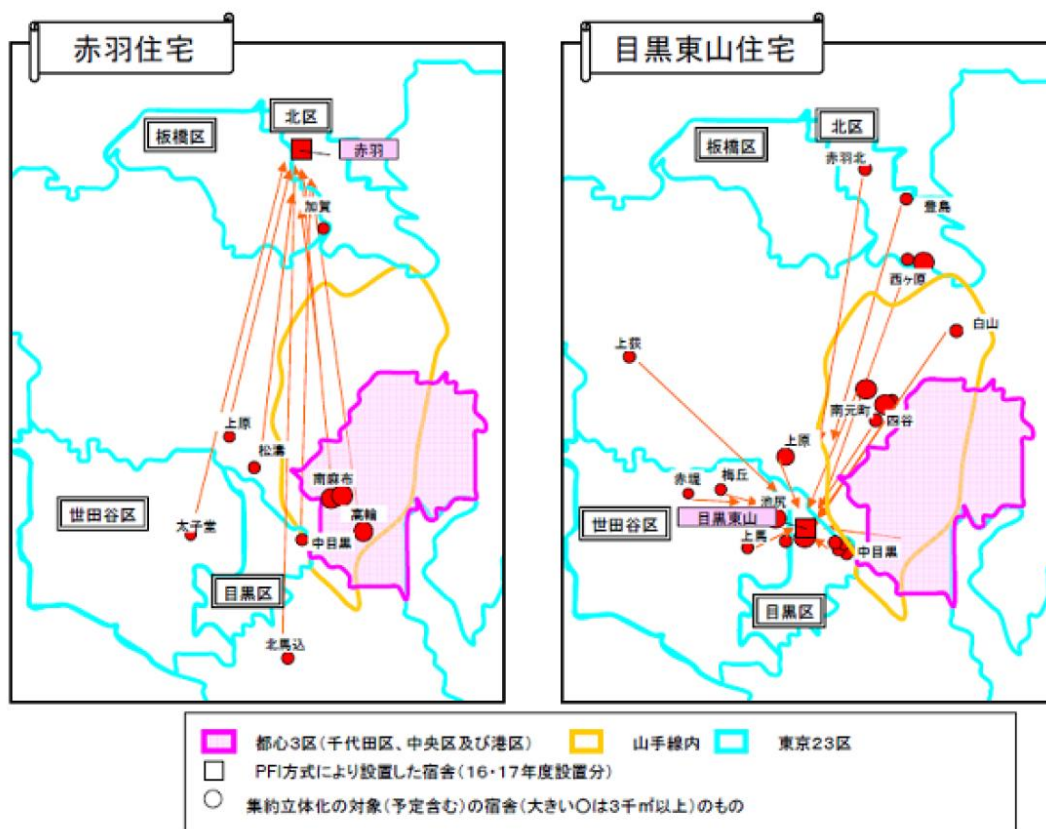 赤羽住宅
北区
板橋区
赤羽
加賀
上原
松濤
南麻布
高輪
世田谷区
太子堂
中目黒
目黒区
北馬込
目黒東山住宅
北区
板橋区
赤羽北
豊島
西ヶ原
白山
上荻
南元町
四谷
上原
赤堤
梅丘
池尻
目黒東山
世田谷区
上馬
中目黒
目黒区
都心3区(千代田区、中央区及び港区)
山手線内
東京23区
PFI方式により設置した宿舎(16・17年度設置分)
集約立体化の対象(予定含む)の宿舎(大きい○は3千㎡以上)のもの